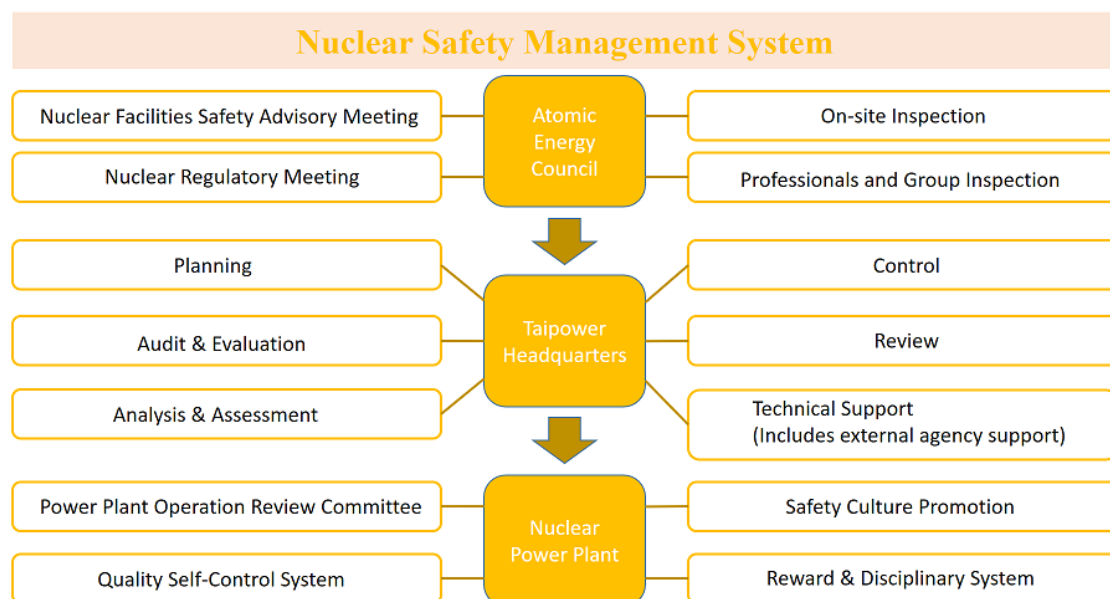 Nuclear Safety Management System
Nuclear Facilities Safety Advisory Meeting
Nuclear Regulatory Meeting
Atomic
Energy
Council
On-site Inspection
Professionals and Group Inspection
Planning
Audit & Evaluation
Analysis & Assessment
Taipower
Headquarters
Control
Review
Technical Support
(Includes external agency support)
Power Plant Operation Review Committee
Quality Self-Control System
Nuclear
Power Plant
Safety Culture Promotion
Reward & Disciplinary System